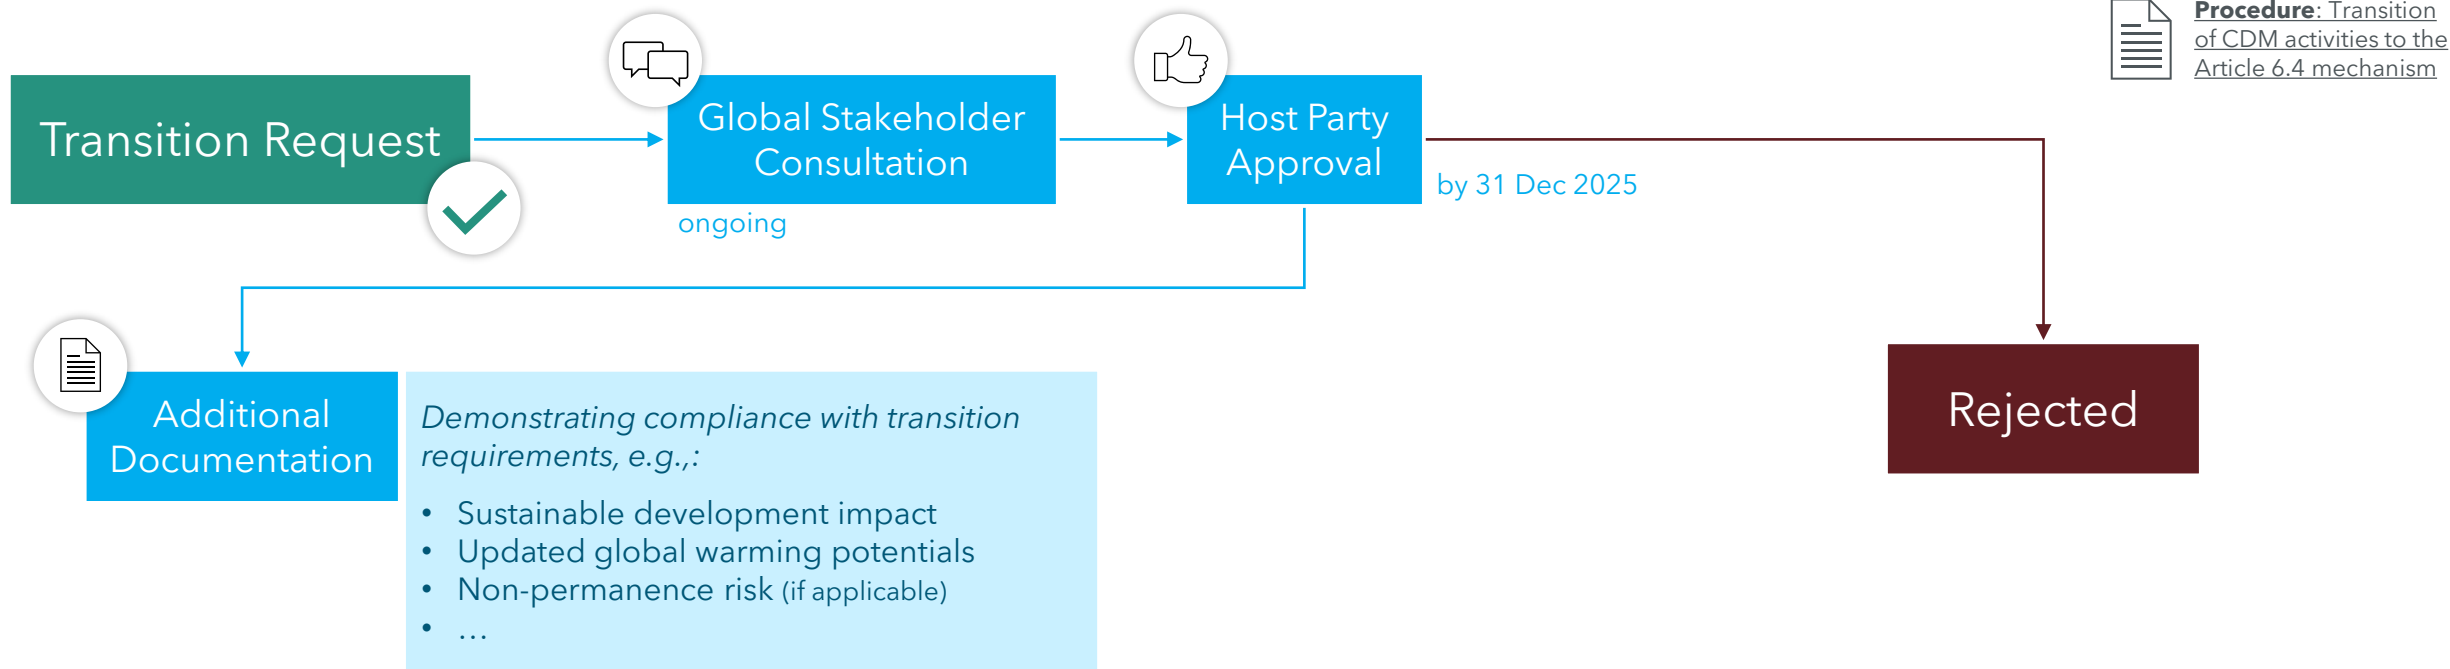 Procedure: Transition
of CDM activities to the
Article 6.4 mechanism
Transition Request
Global Stakeholder
Consultation
ongoing
Host Party
Approval
by 31 Dec 2025
Rejected
Additional
Documentation
Demonstrating compliance with transition
requirements, e.g.,:
• Sustainable development impact
• Updated global warming potentials
• Non-permanence risk (if applicable)
• …